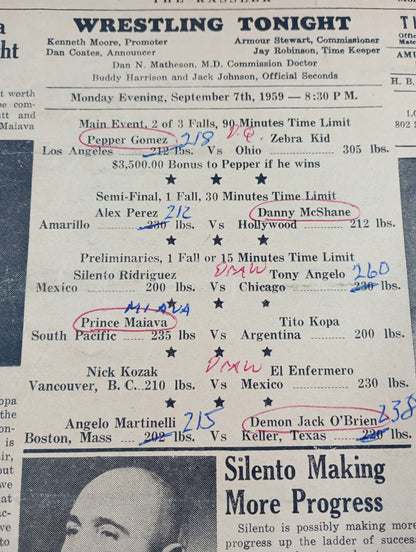 THE RASSLER
WRESTLING TONIGHT
Kenneth Moore, Promoter Armour Stewart, Commissioner
Dan Coates, Announcer Jay Robinson, Time Keeper
Dan N. Matheson, M.D. Commission Doctor
Buddy Harrison and Jack Johnson, Official Seconds
Monday Evening, September 7th, 1959 — 8:30 P M.
Main Event, 2 of 3 Falls, 90 Minutes Time Limit
Pepper Gomez 218 D.Q. Zebra Kid
Los Angeles 212 lbs. Vs Ohio 305 lbs.
$3,500.00 Bonus to Pepper if he wins
★ ★ ★
Semi-Final, 1 Fall, 30 Minutes Time Limit
Alex Perez 212 Danny McShane
Amarillo 230 lbs. Vs Hollywood 212 lbs.
★ ★ ★
Preliminaries, 1 Fall or 15 Minutes Time Limit
Silento Ridriguez DRAW Tony Angelo 260
Mexico 200 lbs. Vs Chicago 230 lbs.
★ ★ ★
MIAVA
Prince Maiava Tito Kopa
South Pacific 235 lbs Vs Argentina 200 lbs.
★ ★ ★
Nick Kozak DRAW El Enfermero
Vancouver, B. C. 210 lbs. Vs Mexico 230 lbs.
★ ★ ★
Angelo Martinelli 215 Demon Jack O'Brien 238
Boston, Mass 202 lbs. Vs Keller, Texas 220 lbs.
Silento Making
More Progress
Silento is possibly making more
progress up the ladder of success